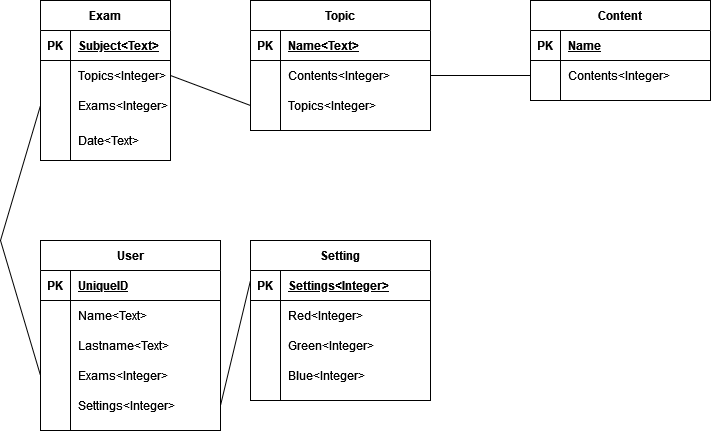 Exam
PK Subject<Text>
Topics<Integer>
Exams<Integer>
Date<Text>
Topic
PK Name<Text>
Contents<Integer>
Topics<Integer>
Content
PK Name
Contents<Integer>
User
PK UniqueID
Name<Text>
Lastname<Text>
Exams<Integer>
Settings<Integer>
Setting
PK Settings<Integer>
Red<Integer>
Green<Integer>
Blue<Integer>